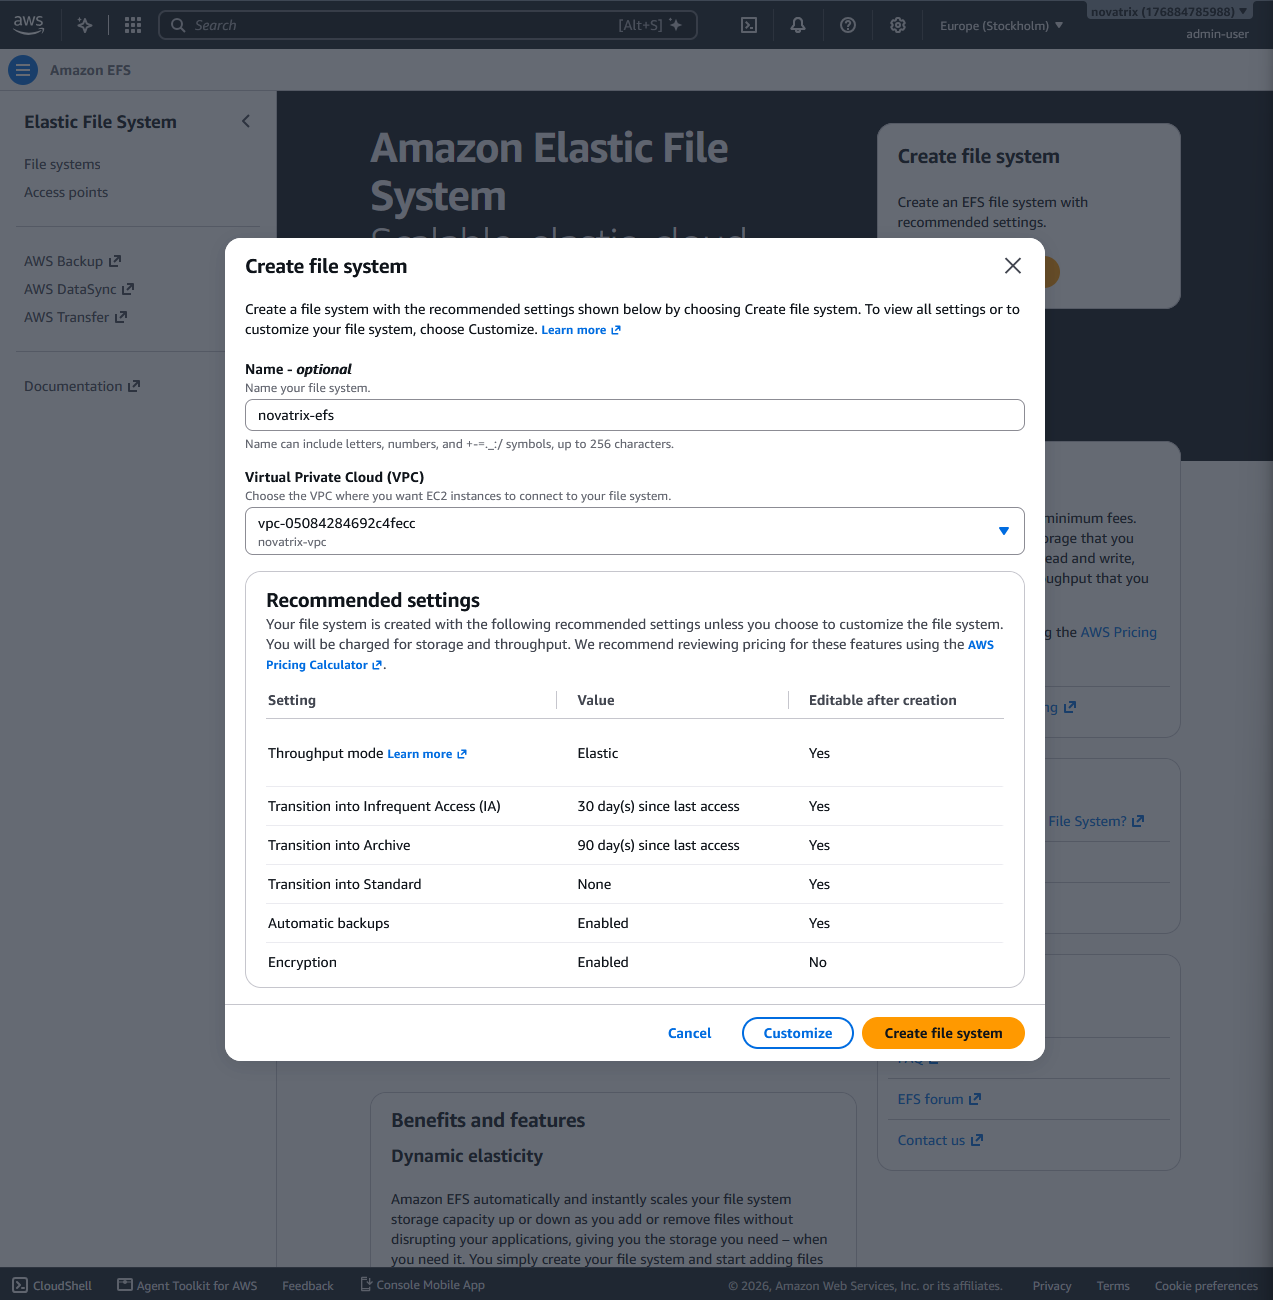 aws
Search
[Alt+S]
Europe (Stockholm)
novatrix (176884785988)
admin-user
Amazon EFS
Elastic File System
File systems
Access points
AWS Backup
AWS DataSync
AWS Transfer
Documentation
Amazon Elastic File
System
Scalable, elastic, cloud
Create file system
Create an EFS file system with
recommended settings.
Create file system
Create a file system with the recommended settings shown below by choosing Create file system. To view all settings or to
customize your file system, choose Customize. Learn more
Name - optional
Name your file system.
novatrix-efs
Name can include letters, numbers, and +-=._:/ symbols, up to 256 characters.
Virtual Private Cloud (VPC)
Choose the VPC where you want EC2 instances to connect to your file system.
vpc-05084284692c4fecc
novatrix-vpc
Recommended settings
Your file system is created with the following recommended settings unless you choose to customize the file system.
You will be charged for storage and throughput. We recommend reviewing pricing for these features using the AWS
Pricing Calculator.
Setting Value Editable after creation
Throughput mode Learn more Elastic Yes
Transition into Infrequent Access (IA) 30 day(s) since last access Yes
Transition into Archive 90 day(s) since last access Yes
Transition into Standard None Yes
Automatic backups Enabled Yes
Encryption Enabled No
Cancel Customize Create file system
minimum fees.
that you
ead and write,
that you
the AWS Pricing
File System?
EFS forum
Contact us
Benefits and features
Dynamic elasticity
Amazon EFS automatically and instantly scales your file system
storage capacity up or down as you add or remove files without
disrupting your applications, giving you the storage you need – when
you need it. You simply create your file system and start adding files
CloudShell Agent Toolkit for AWS Feedback Console Mobile App © 2026, Amazon Web Services, Inc. or its affiliates. Privacy Terms Cookie preferences